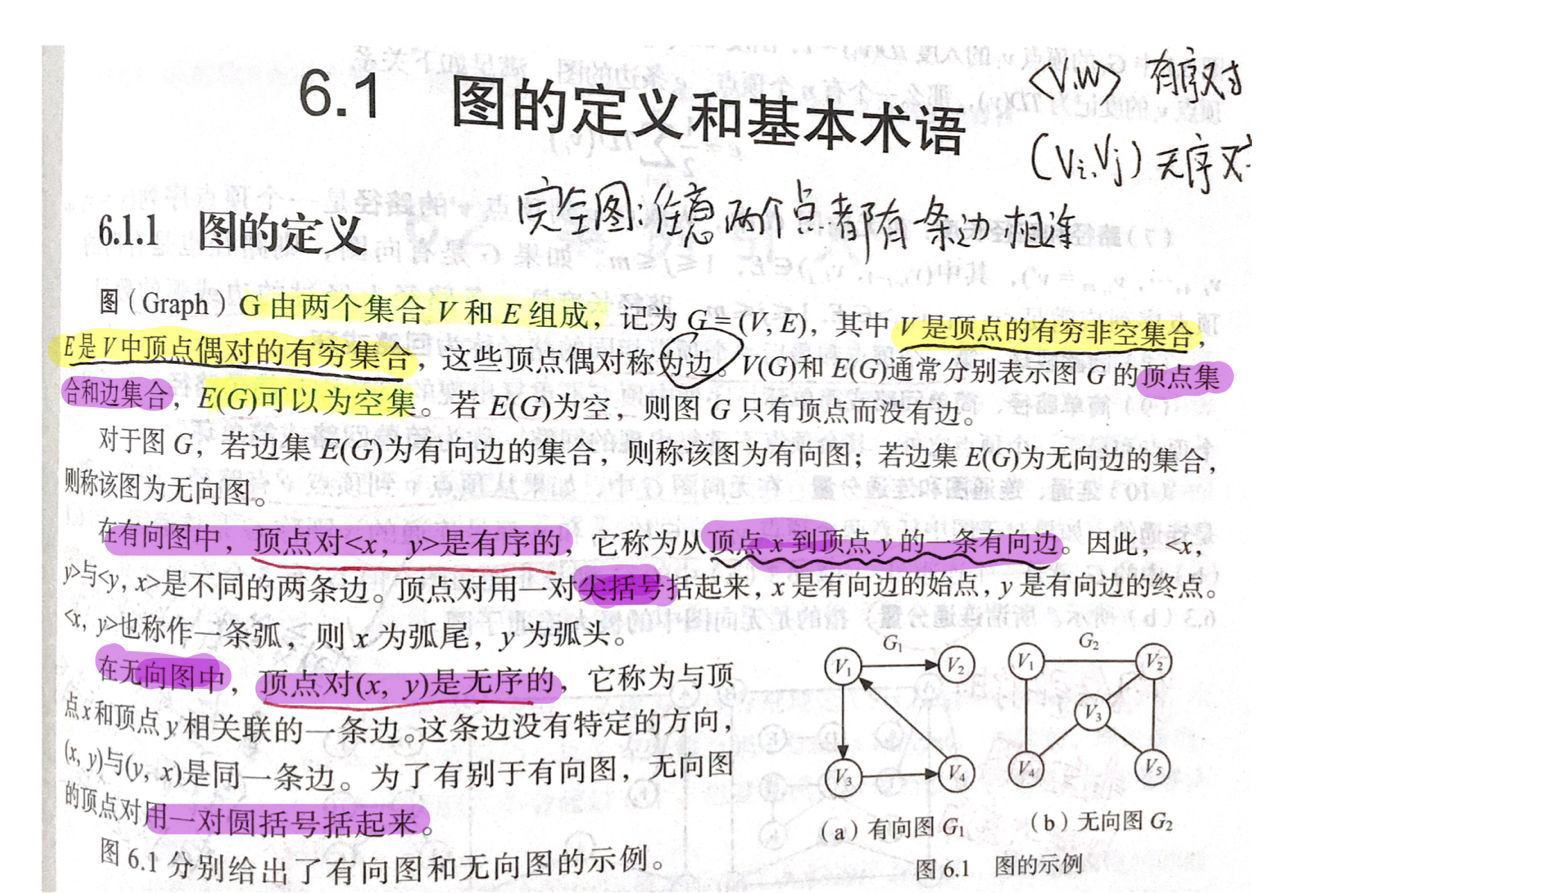 6.1 图的定义和基本术语
<V.W> 有序对
(Vi.Vj) 无序对
完全图:任意两个点都有条边相连
6.1.1 图的定义
图(Graph)G 由两个集合 V 和 E 组成，记为 G=(V, E)，其中 V 是顶点的有穷非空集合，
E 是 V 中顶点偶对的有穷集合，这些顶点偶对称为边。V(G)和 E(G)通常分别表示图 G 的顶点集
合和边集合，E(G)可以为空集。若 E(G)为空，则图 G 只有顶点而没有边。
对于图 G，若边集 E(G)为有向边的集合，则称该图为有向图；若边集 E(G)为无向边的集合，
则称该图为无向图。
在有向图中，顶点对<x, y>是有序的，它称为从顶点 x 到顶点 y 的一条有向边。因此，<x,
y>与<y, x>是不同的两条边。顶点对用一对尖括号括起来，x 是有向边的始点，y 是有向边的终点。
<x, y>也称作一条弧，则 x 为弧尾，y 为弧头。
在无向图中，顶点对(x, y)是无序的，它称为与顶
点 x 和顶点 y 相关联的一条边。这条边没有特定的方向，
(x, y)与(y, x)是同一条边。为了有别于有向图，无向图
的顶点对用一对圆括号括起来。
图 6.1 分别给出了有向图和无向图的示例。
G1
V1 V2
V3 V4
G2
V1 V2
V3
V4 V5
(a) 有向图 G1
(b) 无向图 G2
图 6.1 图的示例